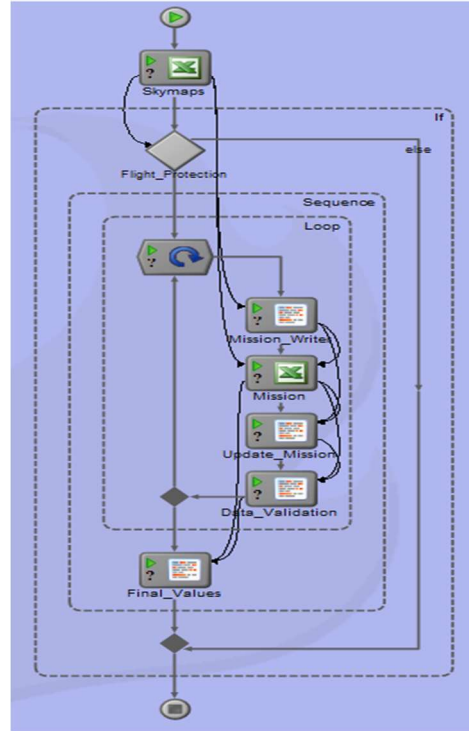 ?
Skymaps
If
else
Flight_Protection
Sequence
Loop
?
?
Mission_Writer
?
Mission
?
Update_Mission
?
Data_Validation
?
Final_Values